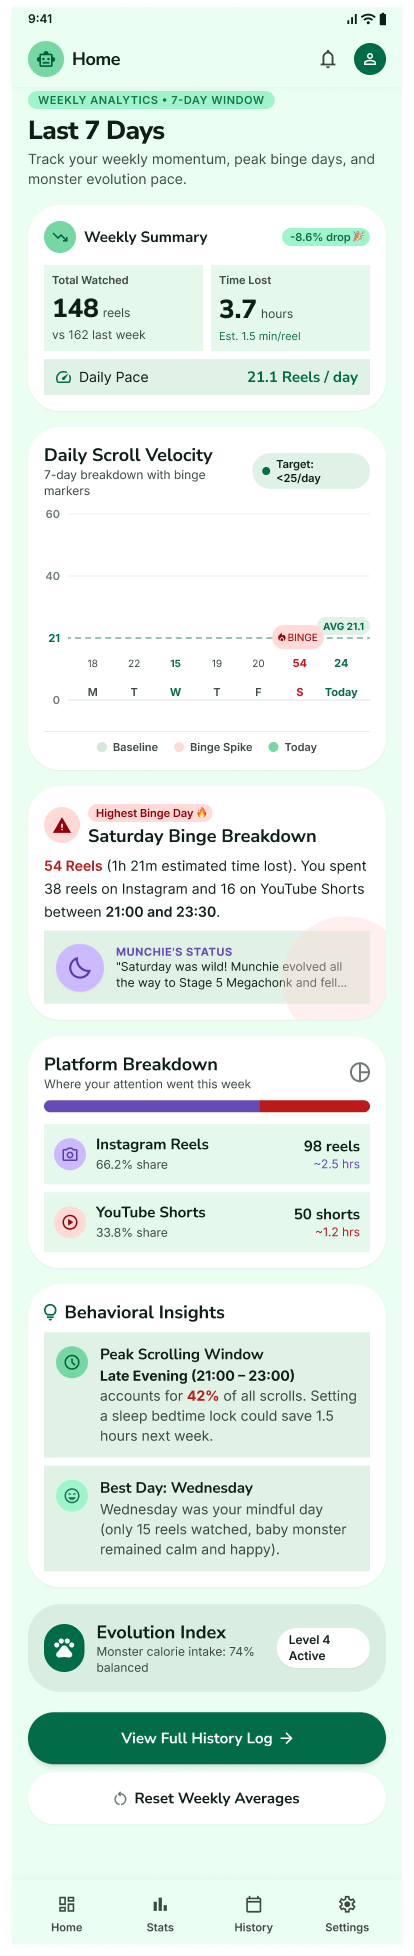 9:41
Home
WEEKLY ANALYTICS • 7-DAY WINDOW
Last 7 Days
Track your weekly momentum, peak binge days, and
monster evolution pace.
Weekly Summary
-8.6% drop🎉
Total Watched
148 reels
vs 162 last week
Time Lost
3.7 hours
Est. 1.5 min/reel
Daily Pace
21.1 Reels / day
Daily Scroll Velocity
7-day breakdown with binge
markers
Target:
<25/day
60
40
21
0
AVG 21.1
BINGE
18 22 15 19 20 54 24
M T W T F S Today
Baseline Binge Spike Today
Highest Binge Day 🔥
Saturday Binge Breakdown
54 Reels (1h 21m estimated time lost). You spent
38 reels on Instagram and 16 on YouTube Shorts
between 21:00 and 23:30.
MUNCHIE'S STATUS
"Saturday was wild! Munchie evolved all
the way to Stage 5 Megachonk and fell...
Platform Breakdown
Where your attention went this week
Instagram Reels
66.2% share
98 reels
~2.5 hrs
YouTube Shorts
33.8% share
50 shorts
~1.2 hrs
Behavioral Insights
Peak Scrolling Window
Late Evening (21:00 – 23:00)
accounts for 42% of all scrolls. Setting
a sleep bedtime lock could save 1.5
hours next week.
Best Day: Wednesday
Wednesday was your mindful day
(only 15 reels watched, baby monster
remained calm and happy).
Evolution Index
Monster calorie intake: 74%
balanced
Level 4
Active
View Full History Log →
Reset Weekly Averages
Home Stats History Settings